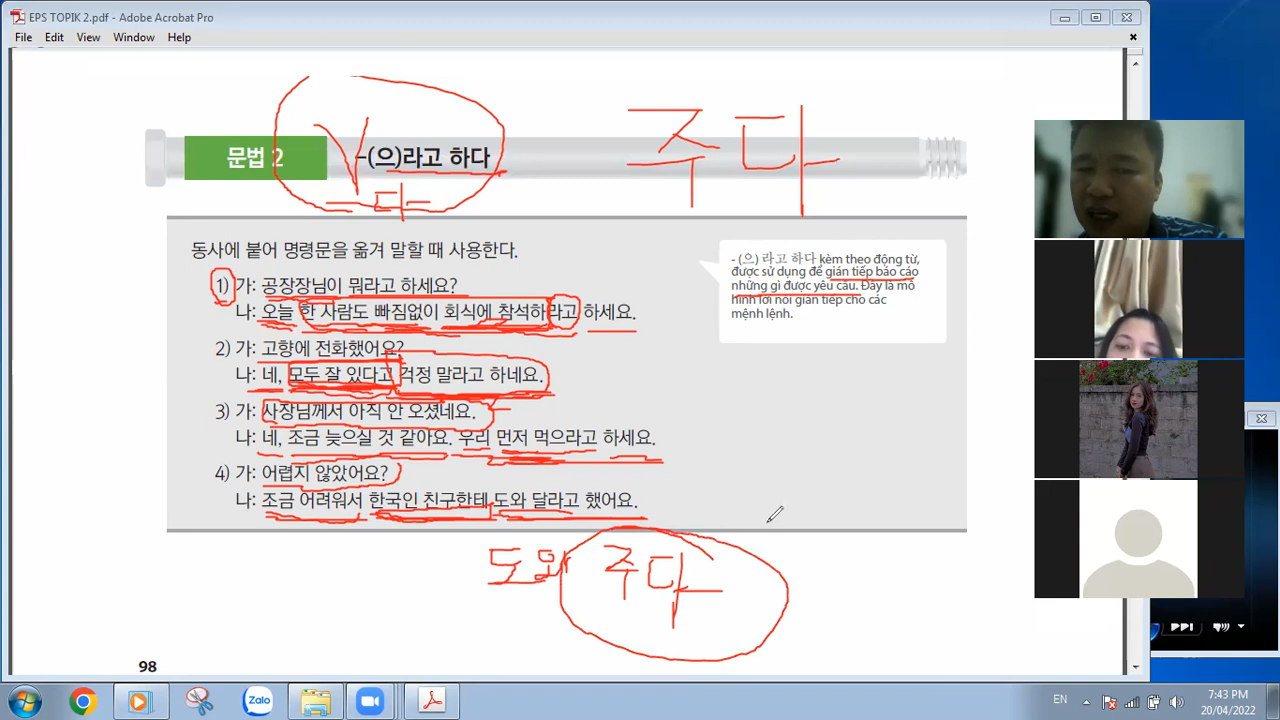 EPS TOPIK 2.pdf - Adobe Acrobat Pro
File Edit View Window Help
주다
V
다
문법 2 -(으)라고 하다
동사에 붙어 명령문을 옮겨 말할 때 사용한다.
1) 가: 공장장님이 뭐라고 하세요?
나: 오늘 한 사람도 빠짐없이 회식에 참석하라고 하세요.
2) 가: 고향에 전화했어요?
나: 네, 모두 잘 있다고 걱정 말라고 하네요.
3) 가: 사장님께서 아직 안 오셨네요.
나: 네, 조금 늦으실 것 같아요. 우리 먼저 먹으라고 하세요.
4) 가: 어렵지 않았어요?
나: 조금 어려워서 한국인 친구한테 도와 달라고 했어요.
- (으) 라고 하다 kèm theo động từ,
được sử dụng để gián tiếp báo cáo
những gì được yêu cầu. Đây là mô
hình lời nói gián tiếp cho các
mệnh lệnh.
도와 주다
98
Zalo
EN
7:43 PM
20/04/2022